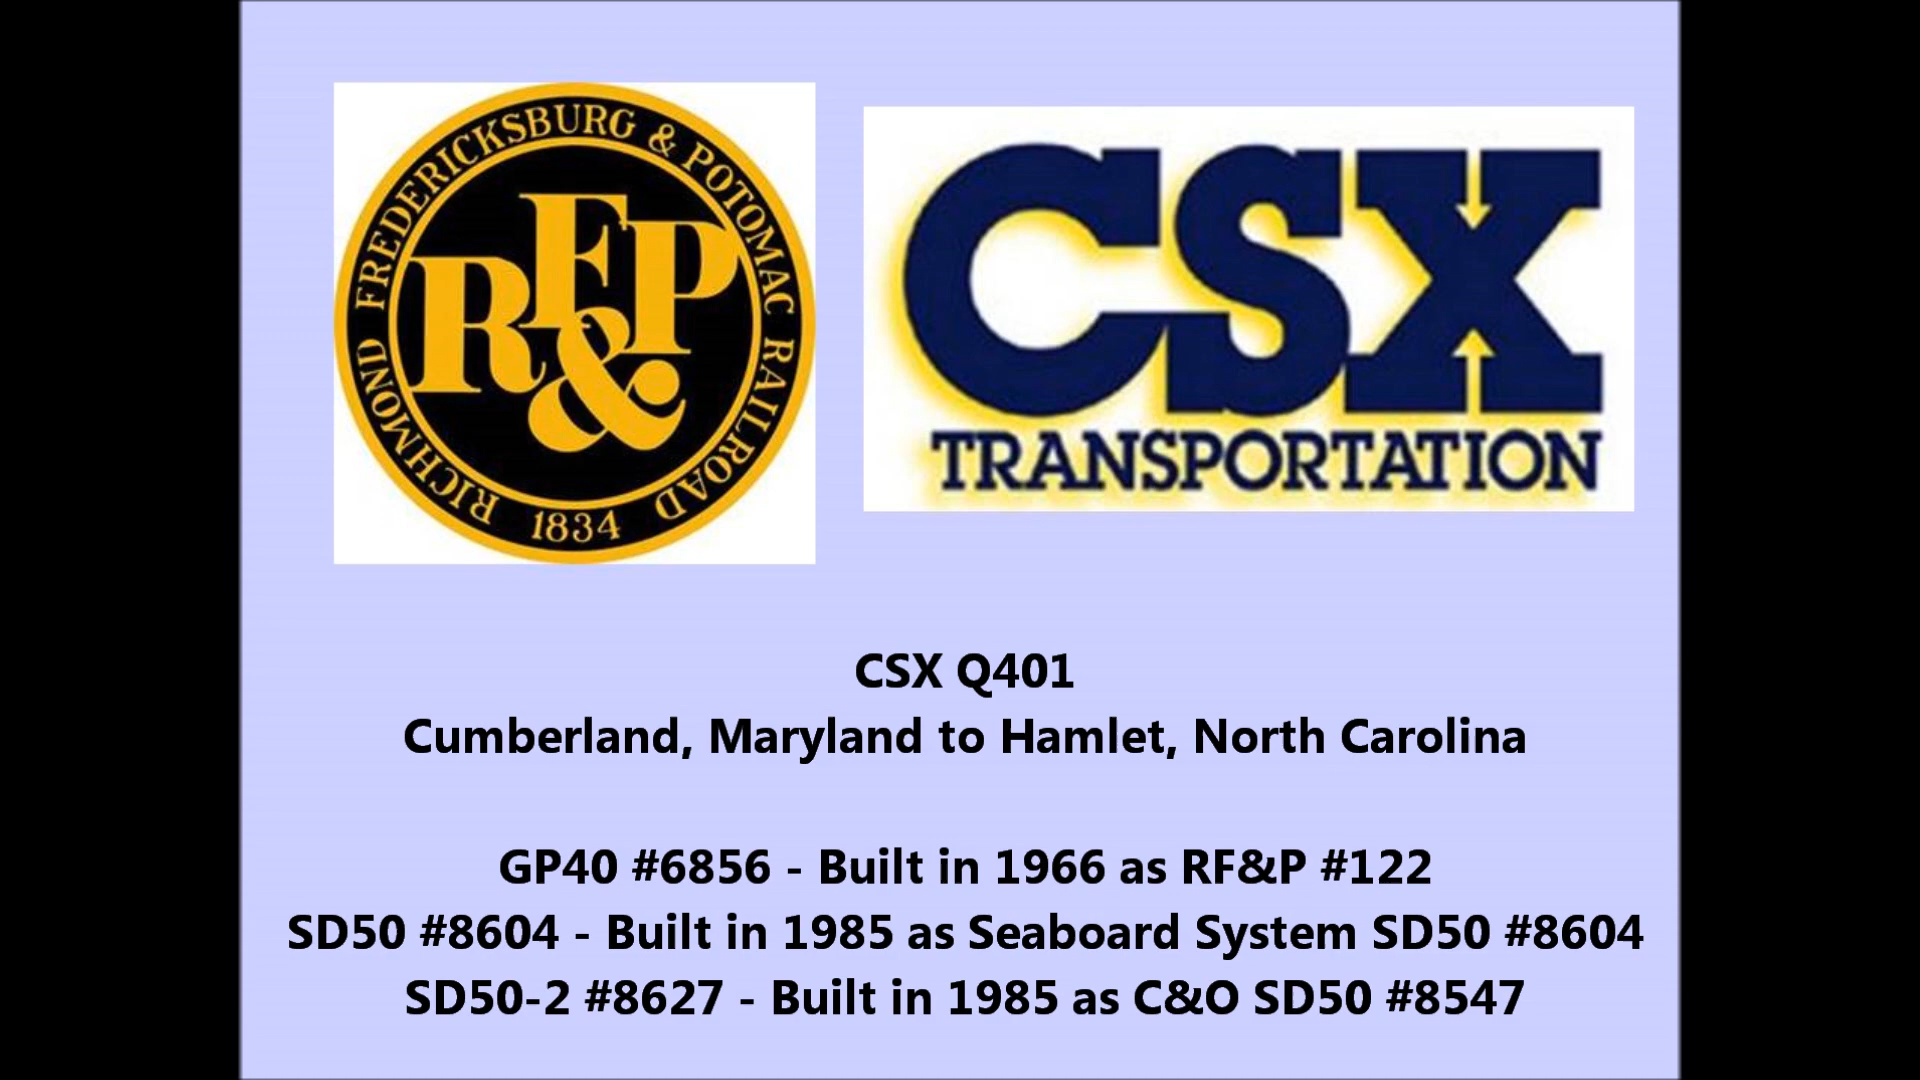 RICHMOND FREDERICKSBURG & POTOMAC RAILROAD
RF&P
1834
CSX
TRANSPORTATION
CSX Q401
Cumberland, Maryland to Hamlet, North Carolina
GP40 #6856 - Built in 1966 as RF&P #122
SD50 #8604 - Built in 1985 as Seaboard System SD50 #8604
SD50-2 #8627 - Built in 1985 as C&O SD50 #8547